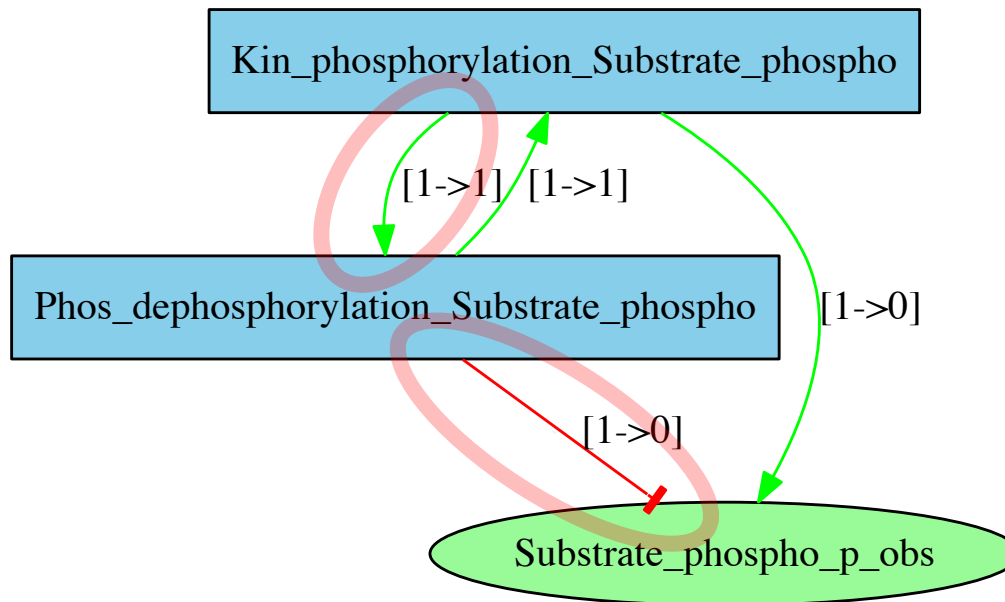 Kin_phosphorylation_Substrate_phospho
[1->1] [1->1]
Phos_dephosphorylation_Substrate_phospho
[1->0]
[1->0]
Substrate_phospho_p_obs